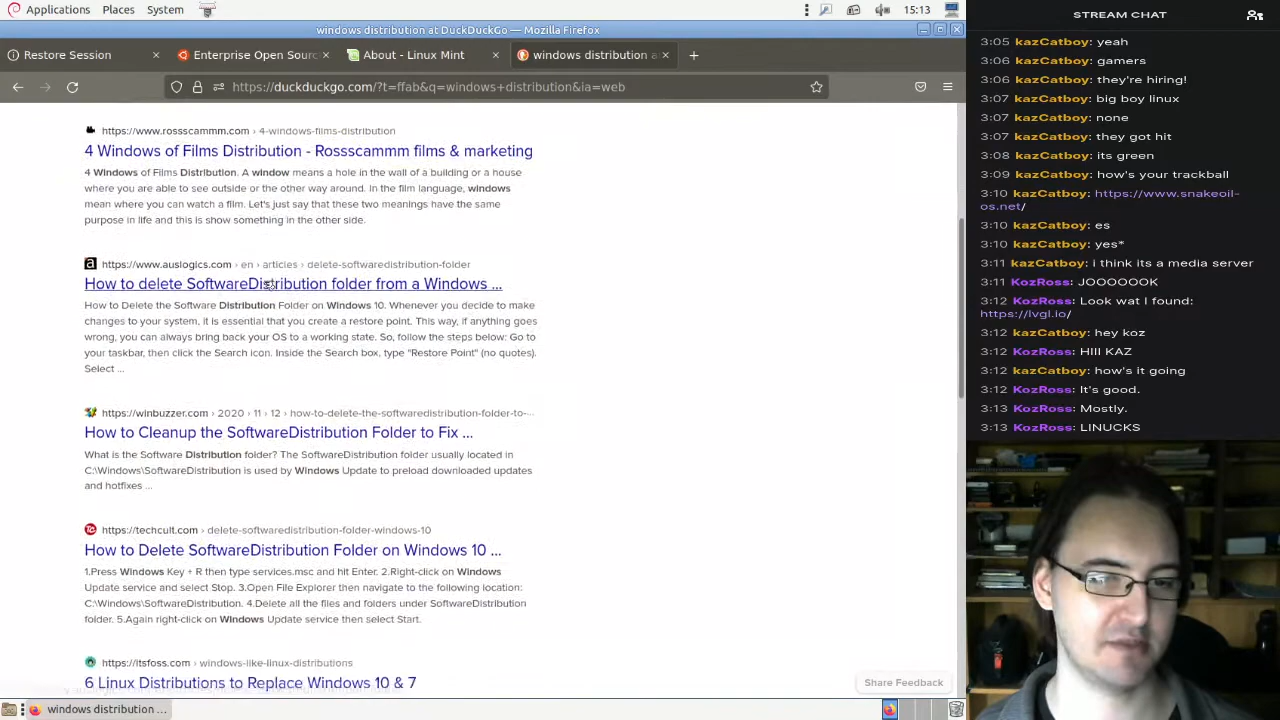 Applications Places System 15:13
windows distribution at DuckDuckGo — Mozilla Firefox
Restore Session × Enterprise Open Sourc × About - Linux Mint × windows distribution a × +
https://duckduckgo.com/?t=ffab&q=windows+distribution&ia=web
https://www.rossscammm.com › 4-windows-films-distribution
4 Windows of Films Distribution - Rossscammm films & marketing
4 Windows of Films Distribution. A window means a hole in the wall of a building or a house
where you are able to see outside or the other way around. In the film language, windows
mean where you can watch a film. Let's just say that these two meanings have the same
purpose in life and this is show something in the other side.
https://www.auslogics.com › en › articles › delete-softwaredistribution-folder
How to delete SoftwareDistribution folder from a Windows ...
How to Delete the Software Distribution Folder on Windows 10. Whenever you decide to make
changes to your system, it is essential that you create a restore point. This way, if anything goes
wrong, you can always bring back your OS to a working state. So, follow the steps below: Go to
your taskbar, then click the Search icon. Inside the Search box, type "Restore Point" (no quotes).
Select ...
https://winbuzzer.com › 2020 › 11 › 12 › how-to-delete-the-softwaredistribution-folder-to-...
How to Cleanup the SoftwareDistribution Folder to Fix ...
What is the Software Distribution folder? The SoftwareDistribution folder usually located in
C:\Windows\SoftwareDistribution is used by Windows Update to preload downloaded updates
and hotfixes ...
https://techcult.com › delete-softwaredistribution-folder-windows-10
How to Delete SoftwareDistribution Folder on Windows 10 ...
1.Press Windows Key + R then type services.msc and hit Enter. 2.Right-click on Windows
Update service and select Stop. 3.Open File Explorer then navigate to the following location:
C:\Windows\SoftwareDistribution. 4.Delete all the files and folders under SoftwareDistribution
folder. 5.Again right-click on Windows Update service then select Start.
https://itsfoss.com › windows-like-linux-distributions
6 Linux Distributions to Replace Windows 10 & 7
Share Feedback
windows distribution ...
STREAM CHAT
3:05 kazCatboy: yeah
3:06 kazCatboy: gamers
3:06 kazCatboy: they're hiring!
3:07 kazCatboy: big boy linux
3:07 kazCatboy: none
3:07 kazCatboy: they got hit
3:08 kazCatboy: its green
3:09 kazCatboy: how's your trackball
3:10 kazCatboy: https://www.snakeoil-
os.net/
3:10 kazCatboy: es
3:10 kazCatboy: yes*
3:11 kazCatboy: i think its a media server
3:11 KozRoss: JOOOOOOK
3:12 KozRoss: Look wat I found:
https://lvgl.io/
3:12 kazCatboy: hey koz
3:12 KozRoss: HIII KAZ
3:12 kazCatboy: how's it going
3:12 KozRoss: It's good.
3:13 KozRoss: Mostly.
3:13 KozRoss: LINUCKS